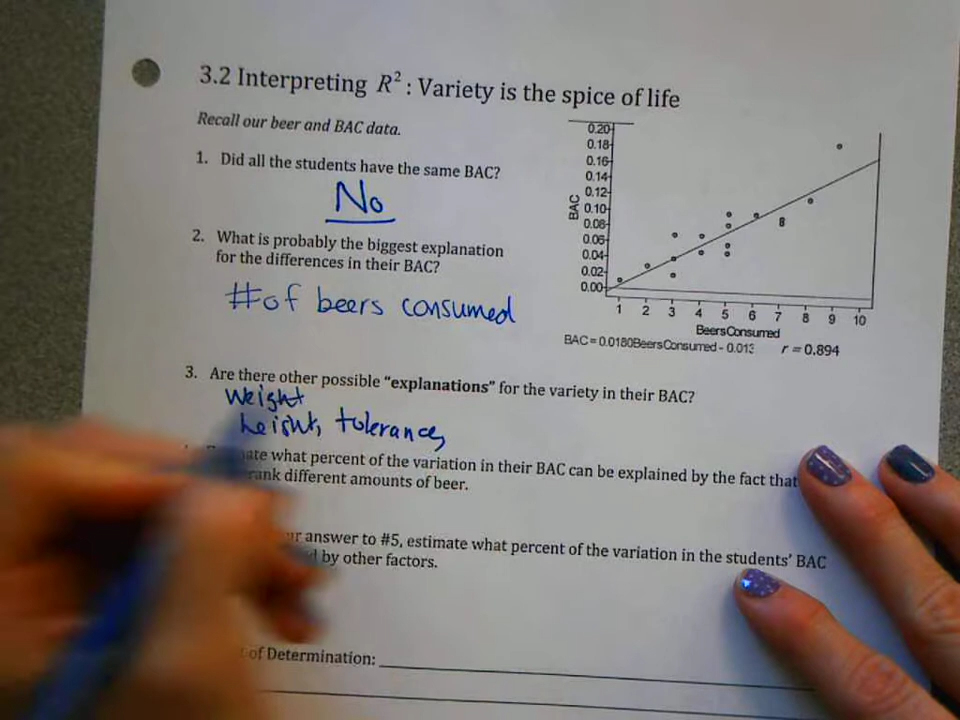 3.2 Interpreting R² : Variety is the spice of life
Recall our beer and BAC data.
1. Did all the students have the same BAC?
No
2. What is probably the biggest explanation
for the differences in their BAC?
# of beers consumed
0.20
0.18
0.16
0.14
0.12
0.10
0.08
0.06
0.04
0.02
0.00
BAC
1 2 3 4 5 6 7 8 9 10
BeersConsumed
BAC = 0.0180BeersConsumed - 0.013 r = 0.894
3. Are there other possible “explanations” for the variety in their BAC?
Weight
height, tolerance,
what percent of the variation in their BAC can be explained by the fact that
different amounts of beer.
answer to #5, estimate what percent of the variation in the students’ BAC
by other factors.
of Determination: